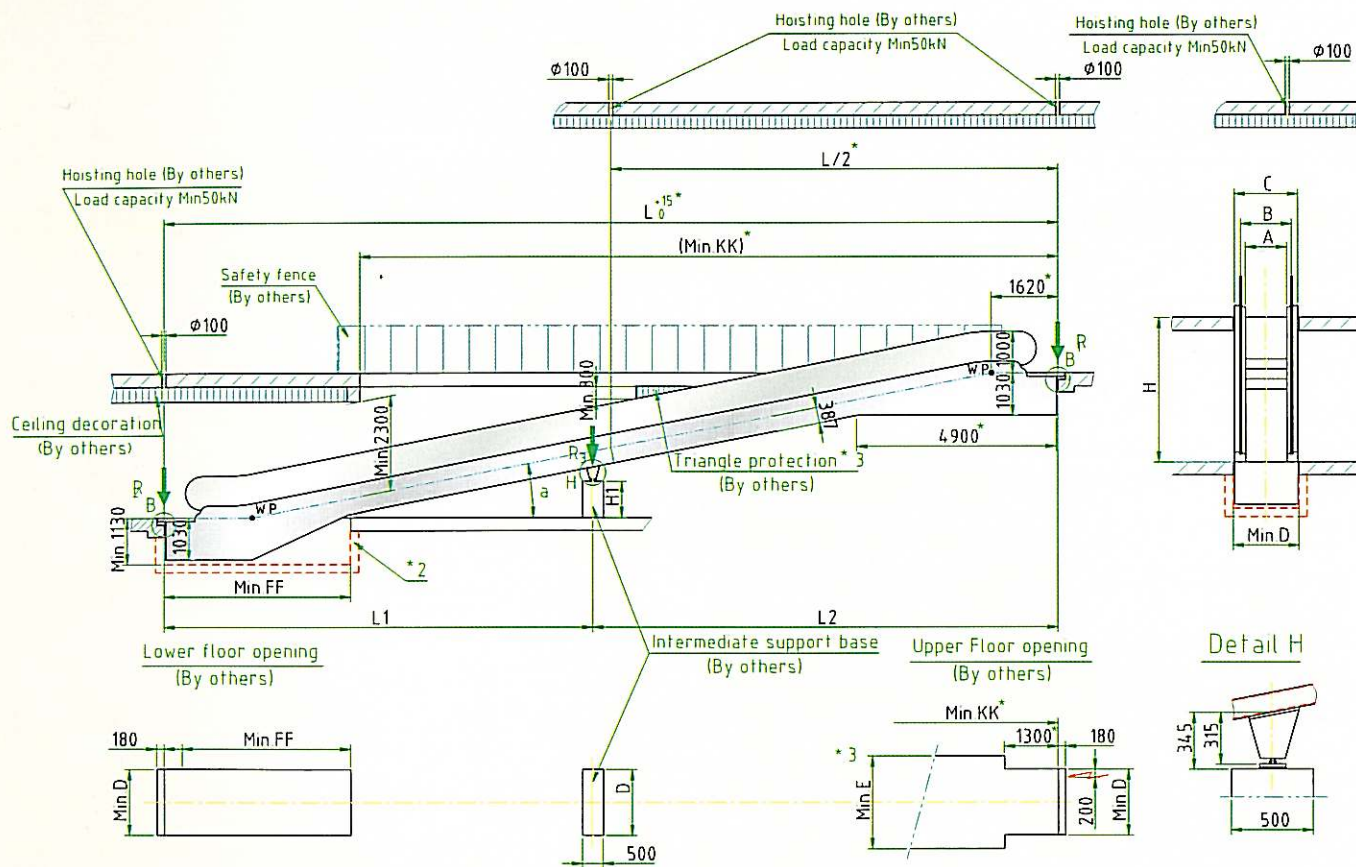 Hoisting hole (By others)
Load capacity Min50kN
Hoisting hole (By others)
Load capacity Min50kN
Φ100
Φ100
Φ100
L/2*
Hoisting hole (By others)
Load capacity Min50kN
L +15* 0
(Min.KK)*
C
B
A
Safety fence
(By others)
1620*
Φ100
R
B
1000
WP
1030
Min 800
H
Ceiling decoration
(By others)
Min2300
387
4900*
R3
H
Triangle protection*3
(By others)
R
B
WP
a
H1
Min 1130
1030
Min.D
*2
Min.FF
L1
L2
Lower floor opening
(By others)
Intermediate support base
(By others)
Upper Floor opening
(By others)
Detail H
Min.KK*
180
Min.FF
*3
1300*
180
345
315
Min.D
D
Min.E
200
Min.D
500
500